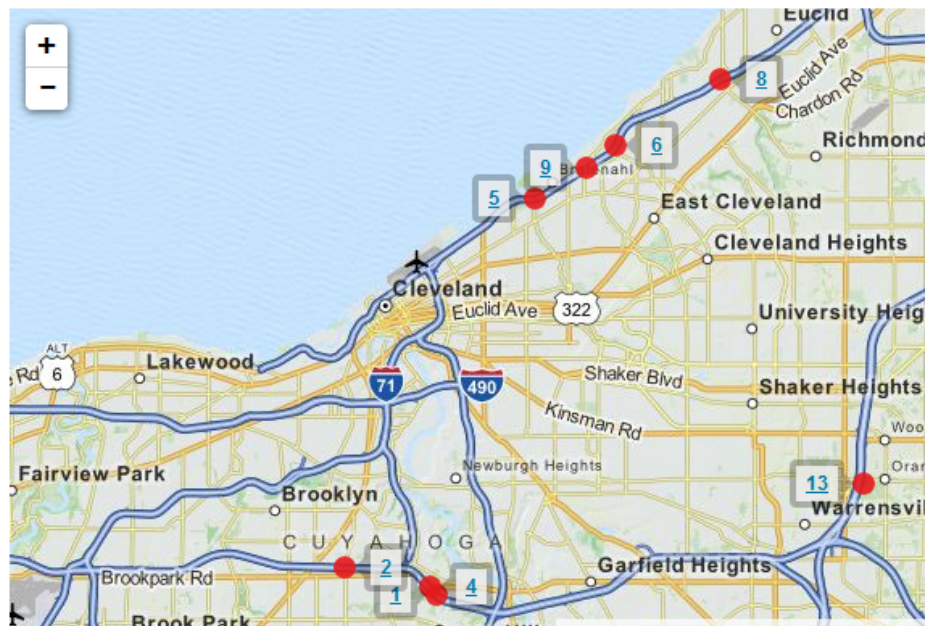 +
−
Euclid
Euclid Ave
Chardon Rd
8
Richmond
6
9
5
East Cleveland
Cleveland Heights
Cleveland
Euclid Ave
322
University Heig
ALT
6
Lakewood
71
490
Shaker Blvd
Shaker Heights
Kinsman Rd
Woo
Fairview Park
Newburgh Heights
Brooklyn
13
Oran
Warrensvil
CUYAHOGA
Brookpark Rd
2
1
4
Garfield Heights
Brook Park